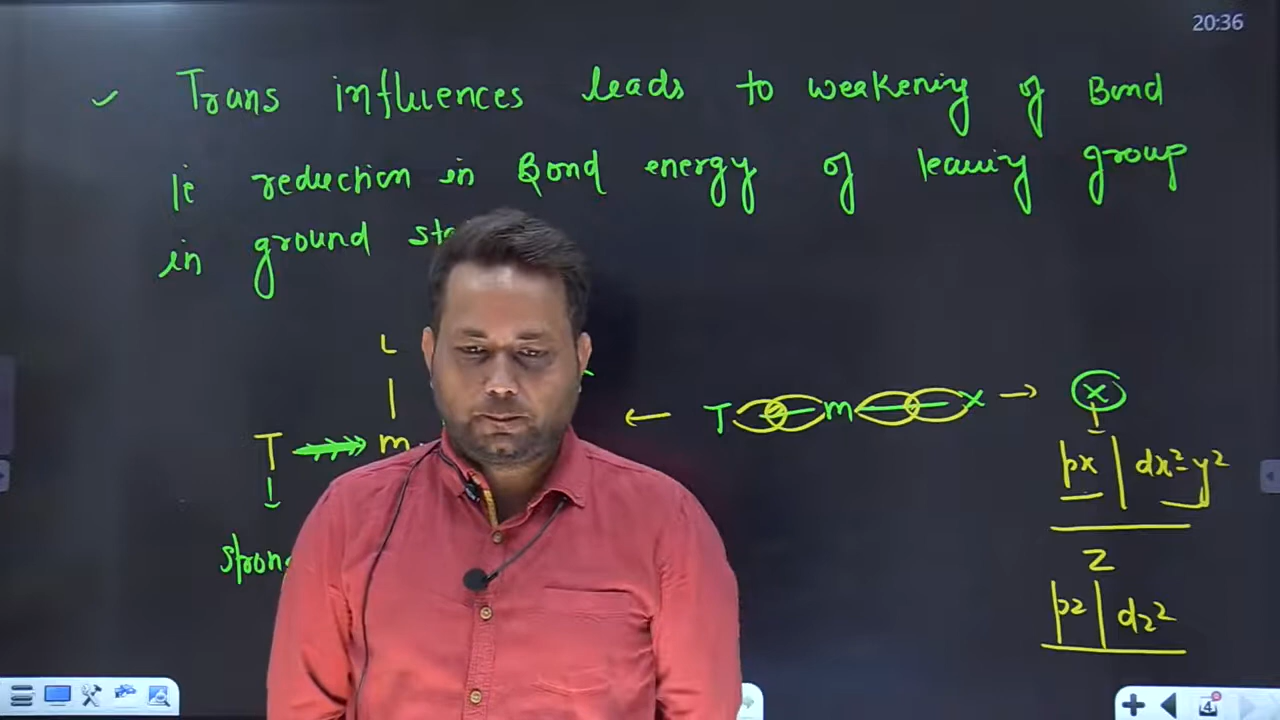 20:36
✓ Trans influences leads to weakening of Bond
ie reduction in Bond energy of leaving group
in ground
L
T m
T m x → x
px | dx²-y²
z
pz | dz²
4